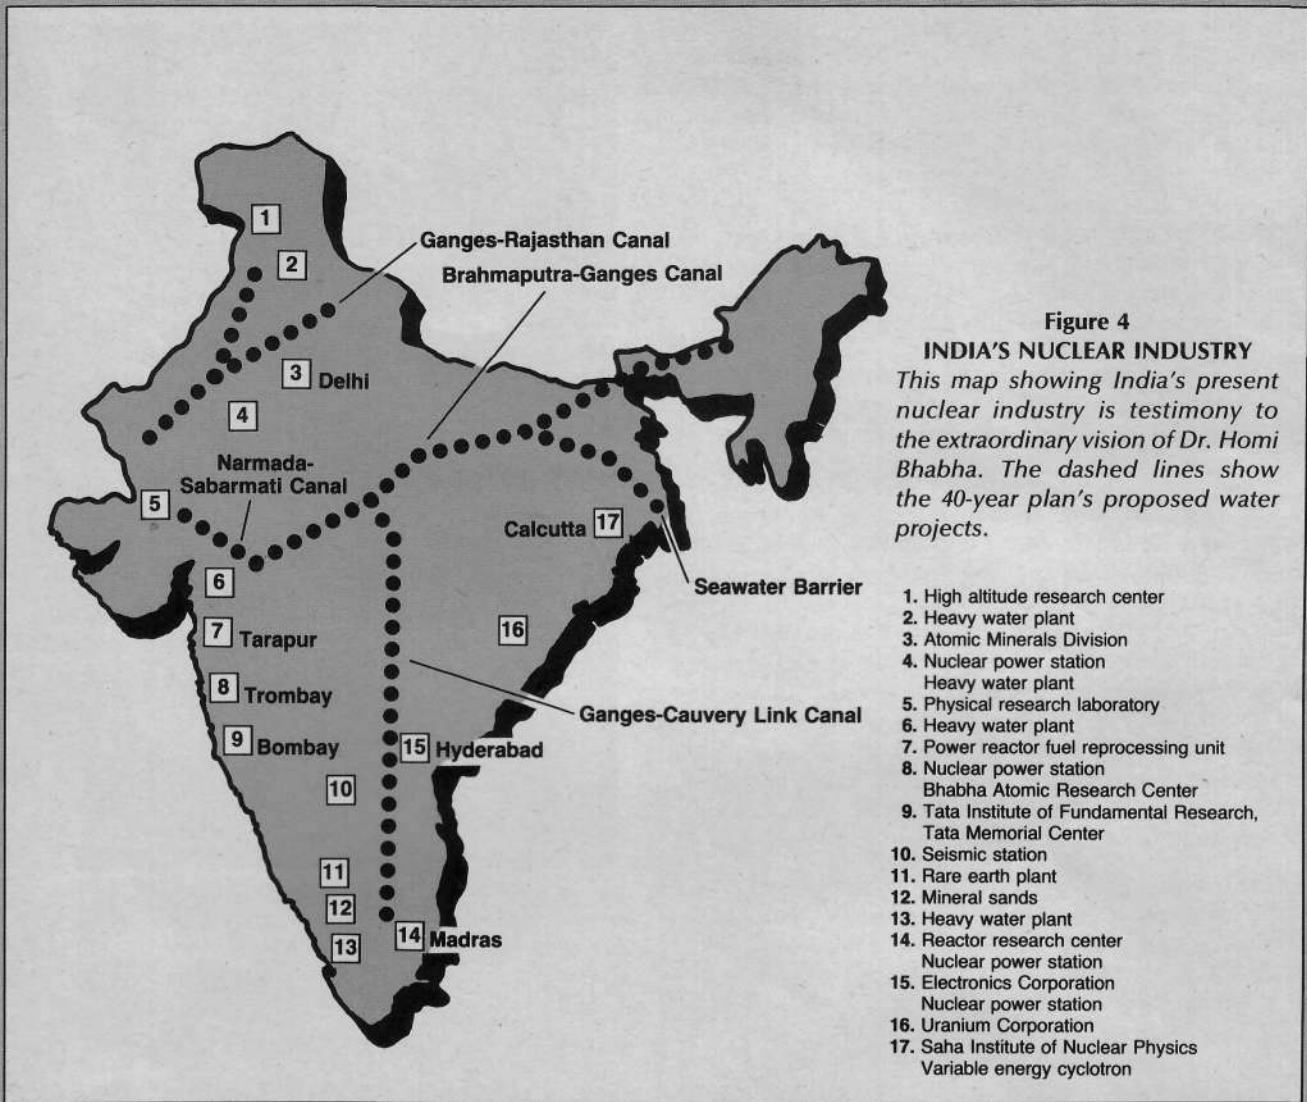 1
Ganges-Rajasthan Canal
2
Brahmaputra-Ganges Canal
3 Delhi
4
Narmada-
Sabarmati Canal
5
Calcutta 17
6
Seawater Barrier
7 Tarapur
16
8 Trombay
Ganges-Cauvery Link Canal
9 Bombay
15 Hyderabad
10
11
12
14 Madras
13
Figure 4
INDIA'S NUCLEAR INDUSTRY
This map showing India's present
nuclear industry is testimony to
the extraordinary vision of Dr. Homi
Bhabha. The dashed lines show
the 40-year plan's proposed water
projects.
1. High altitude research center
2. Heavy water plant
3. Atomic Minerals Division
4. Nuclear power station
Heavy water plant
5. Physical research laboratory
6. Heavy water plant
7. Power reactor fuel reprocessing unit
8. Nuclear power station
Bhabha Atomic Research Center
9. Tata Institute of Fundamental Research,
Tata Memorial Center
10. Seismic station
11. Rare earth plant
12. Mineral sands
13. Heavy water plant
14. Reactor research center
Nuclear power station
15. Electronics Corporation
Nuclear power station
16. Uranium Corporation
17. Saha Institute of Nuclear Physics
Variable energy cyclotron